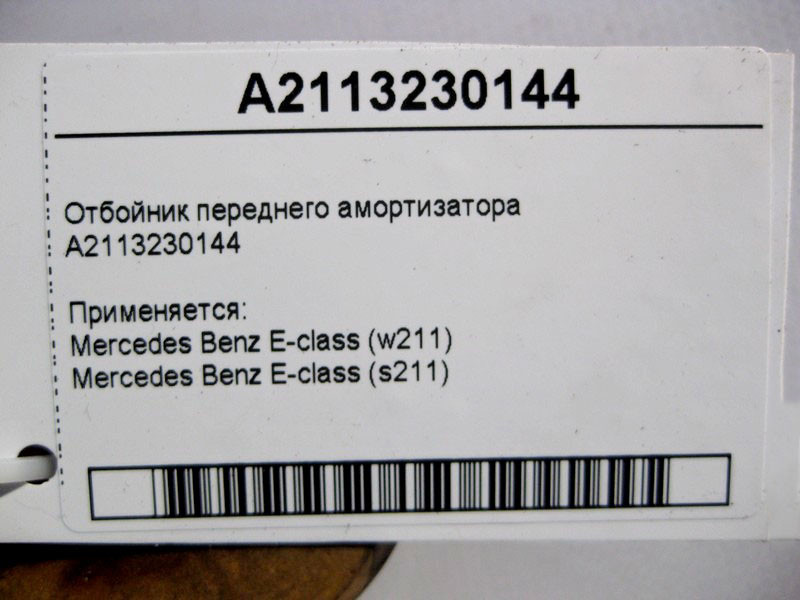 A2113230144
Отбойник переднего амортизатора
A2113230144
Применяется:
Mercedes Benz E-class (w211)
Mercedes Benz E-class (s211)